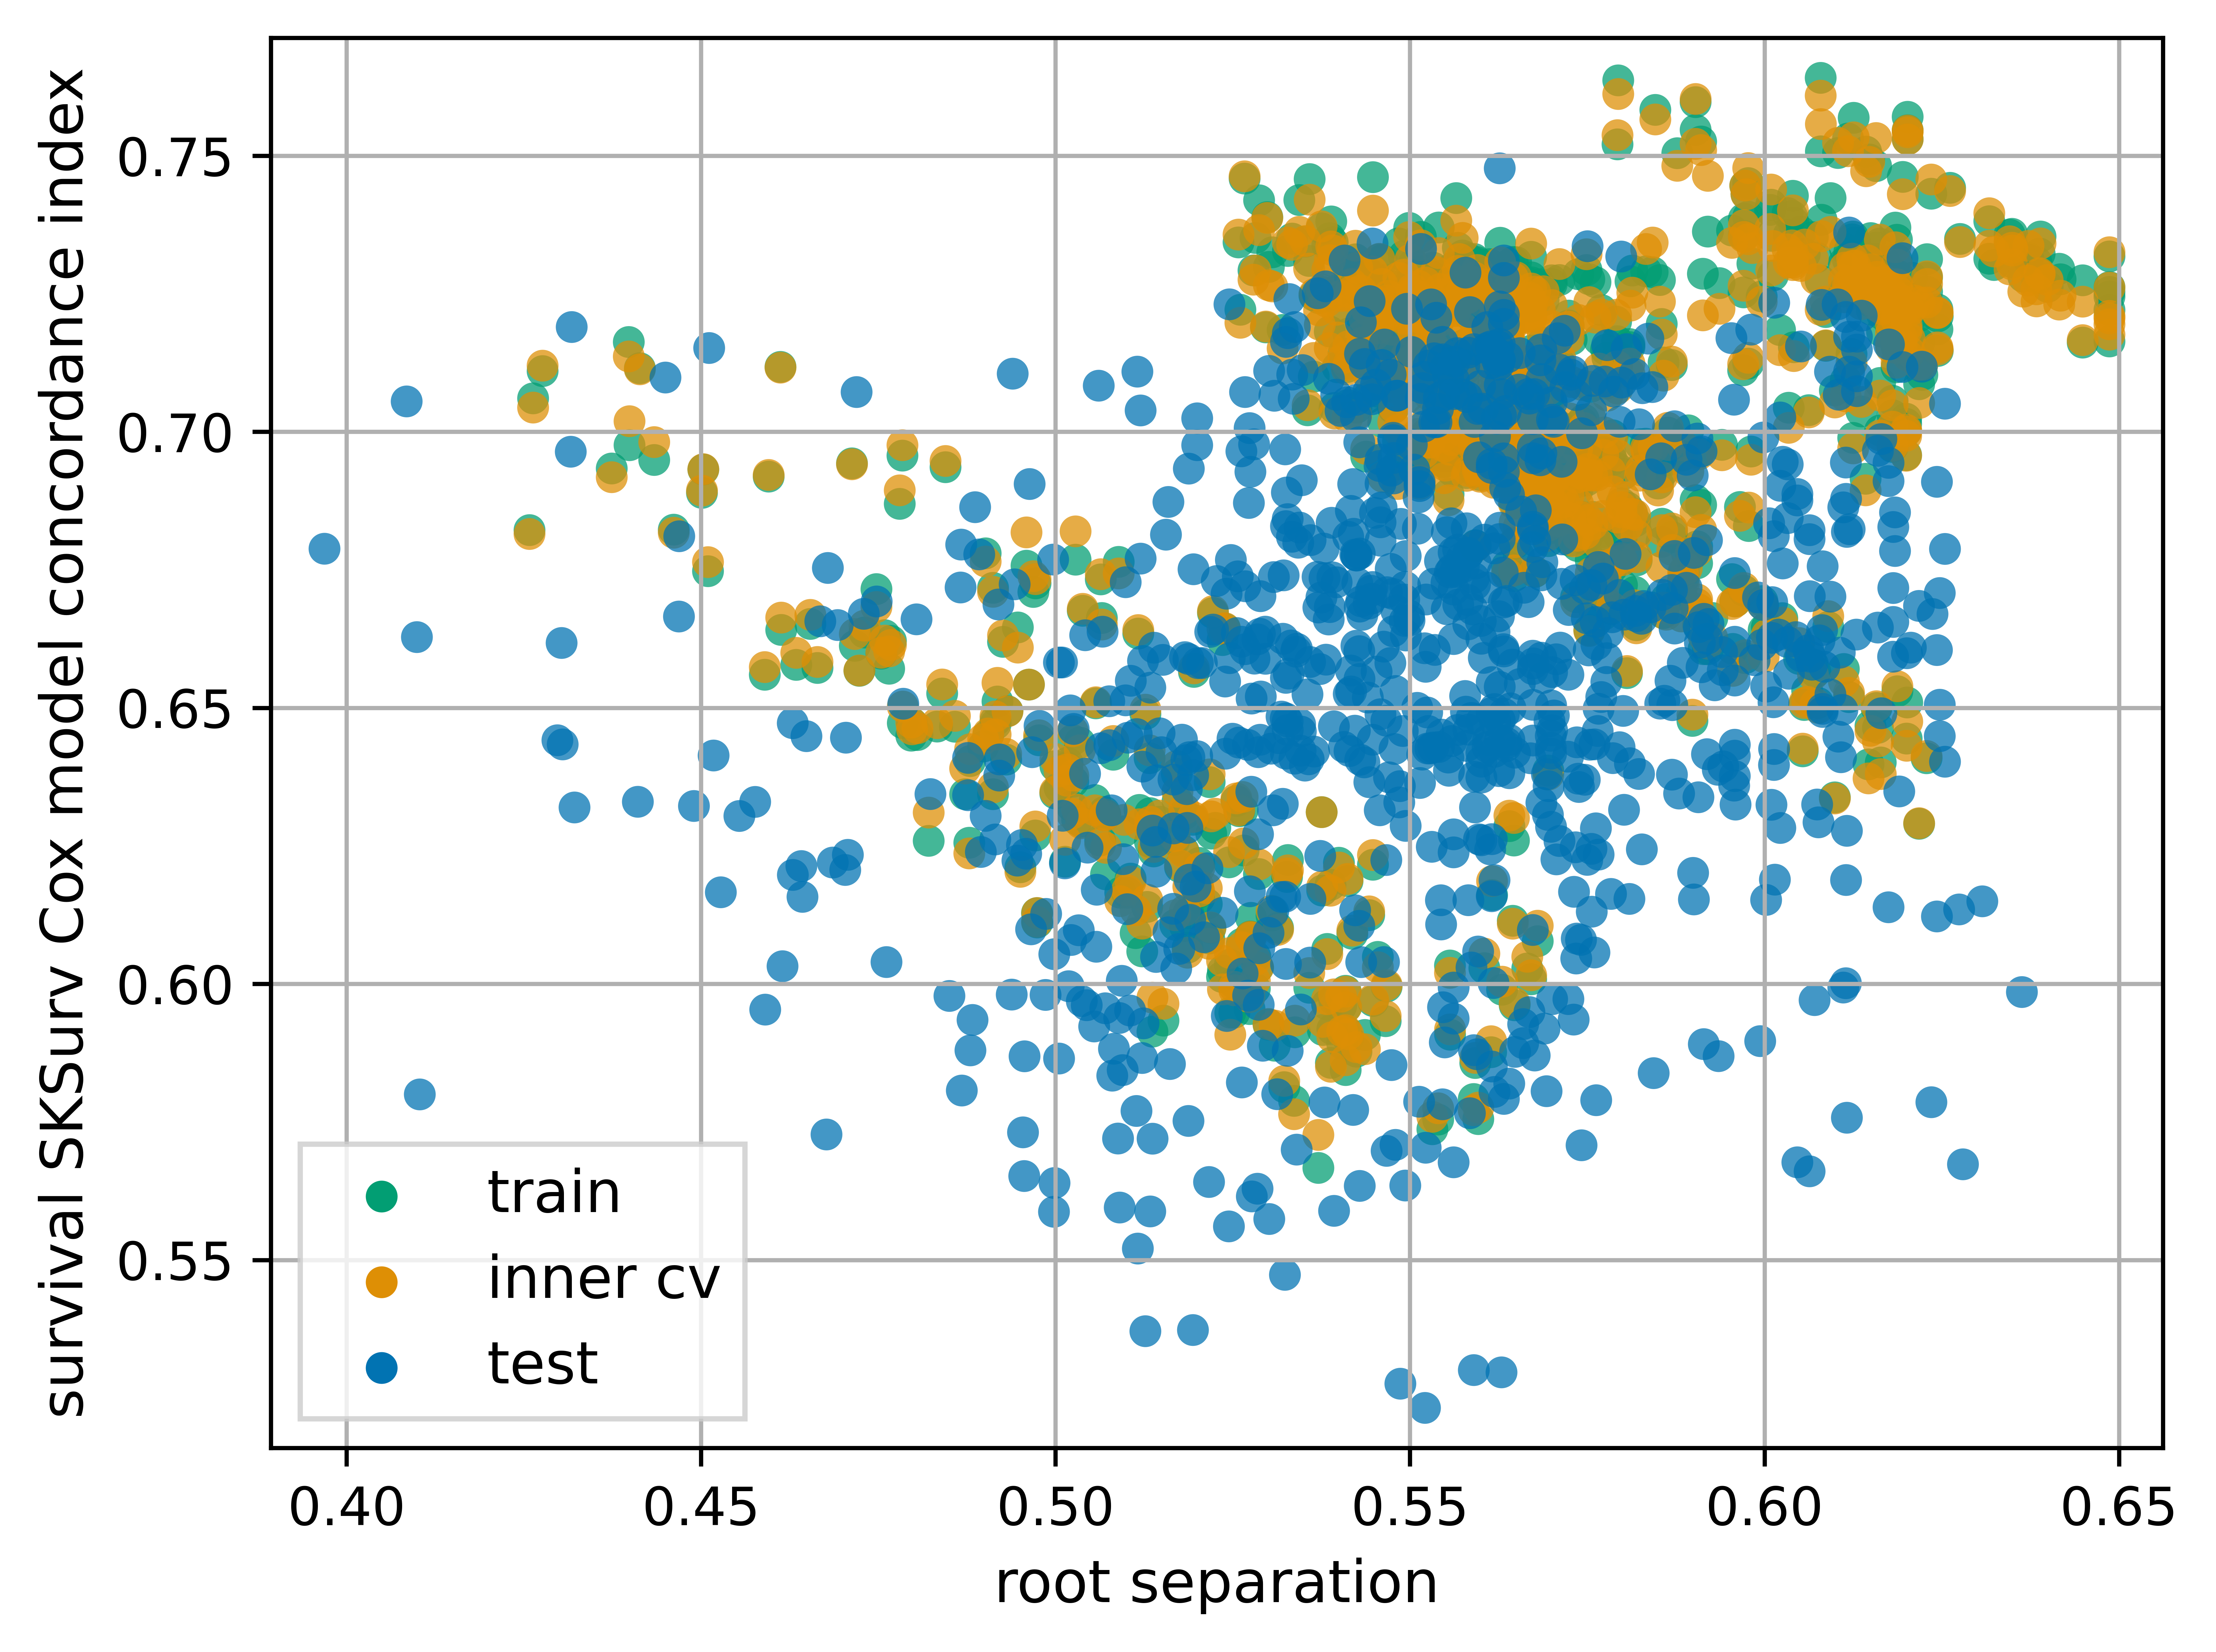 survival SKSurv Cox model concordance index
0.75
0.70
0.65
0.60
0.55
train
inner cv
test
0.40 0.45 0.50 0.55 0.60 0.65
root separation